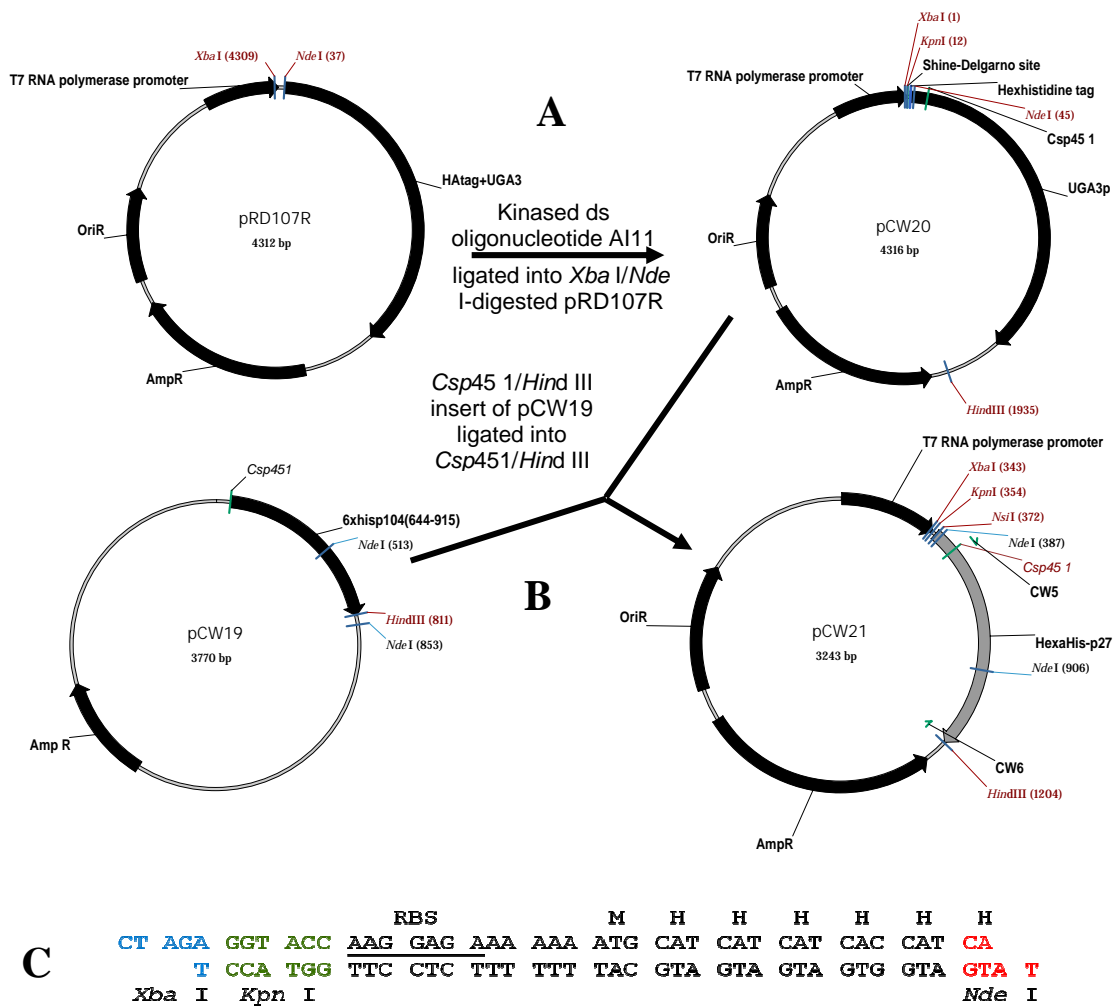 XbaI (4309)
NdeI (37)
T7 RNA polymerase promoter
HAtag+UGA3
pRD107R
4312 bp
OriR
AmpR
A
Kinased ds
oligonucleotide AI11
ligated into Xba I/Nde
I-digested pRD107R
XbaI (1)
KpnI (12)
Shine-Delgarno site
T7 RNA polymerase promoter
Hexhistidine tag
NdeI (45)
Csp45 1
UGA3p
pCW20
4316 bp
OriR
AmpR
HindIII (1935)
Csp45 1/Hind III
insert of pCW19
ligated into
Csp451/Hind III
Csp451
6xhisp104(644-915)
NdeI (513)
HindIII (811)
NdeI (853)
pCW19
3770 bp
Amp R
B
T7 RNA polymerase promoter
XbaI (343)
KpnI (354)
NsiI (372)
NdeI (387)
Csp45 1
CW5
OriR
pCW21
3243 bp
HexaHis-p27
NdeI (906)
CW6
HindIII (1204)
AmpR
C
RBS M H H H H H H
CT AGA GGT ACC AAG GAG AAA AAA ATG CAT CAT CAT CAC CAT CA
T CCA TGG TTC CTC TTT TTT TAC GTA GTA GTA GTG GTA GTA T
Xba I Kpn I Nde I